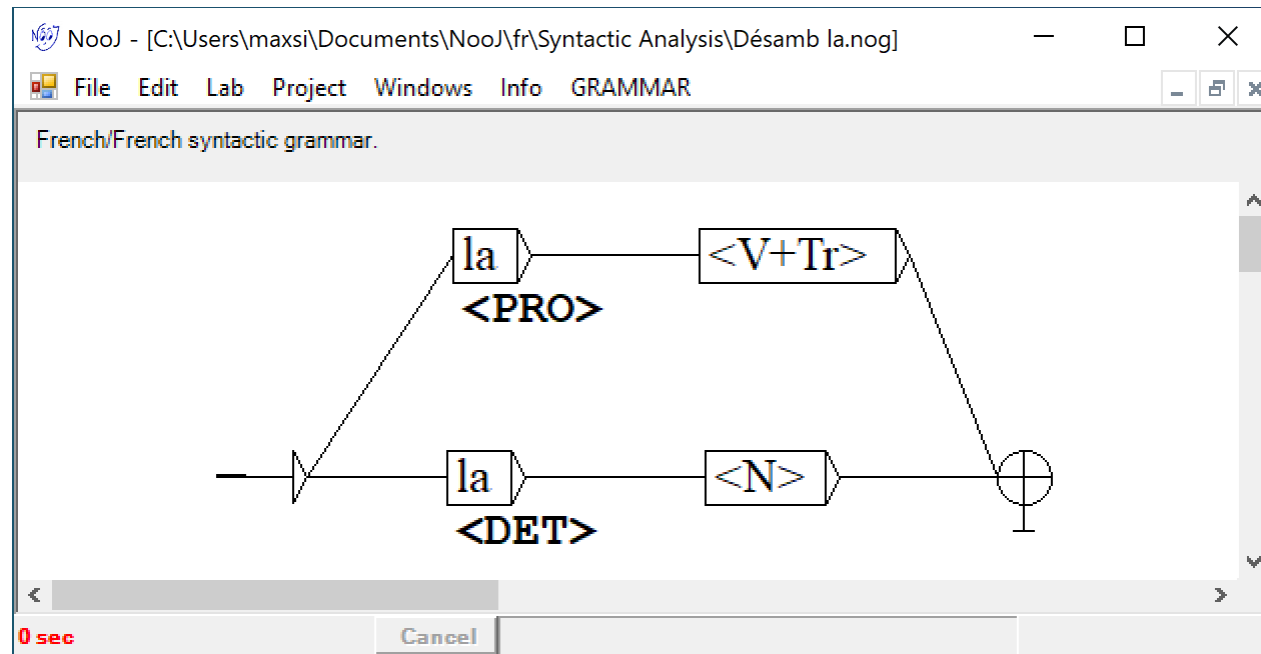 NooJ NooJ - [C:\Users\maxsi\Documents\NooJ\fr\Syntactic Analysis\Désamb la.nog]
File Edit Lab Project Windows Info GRAMMAR
French/French syntactic grammar.
la <V+Tr>
<PRO>
la <N>
<DET>
0 sec Cancel